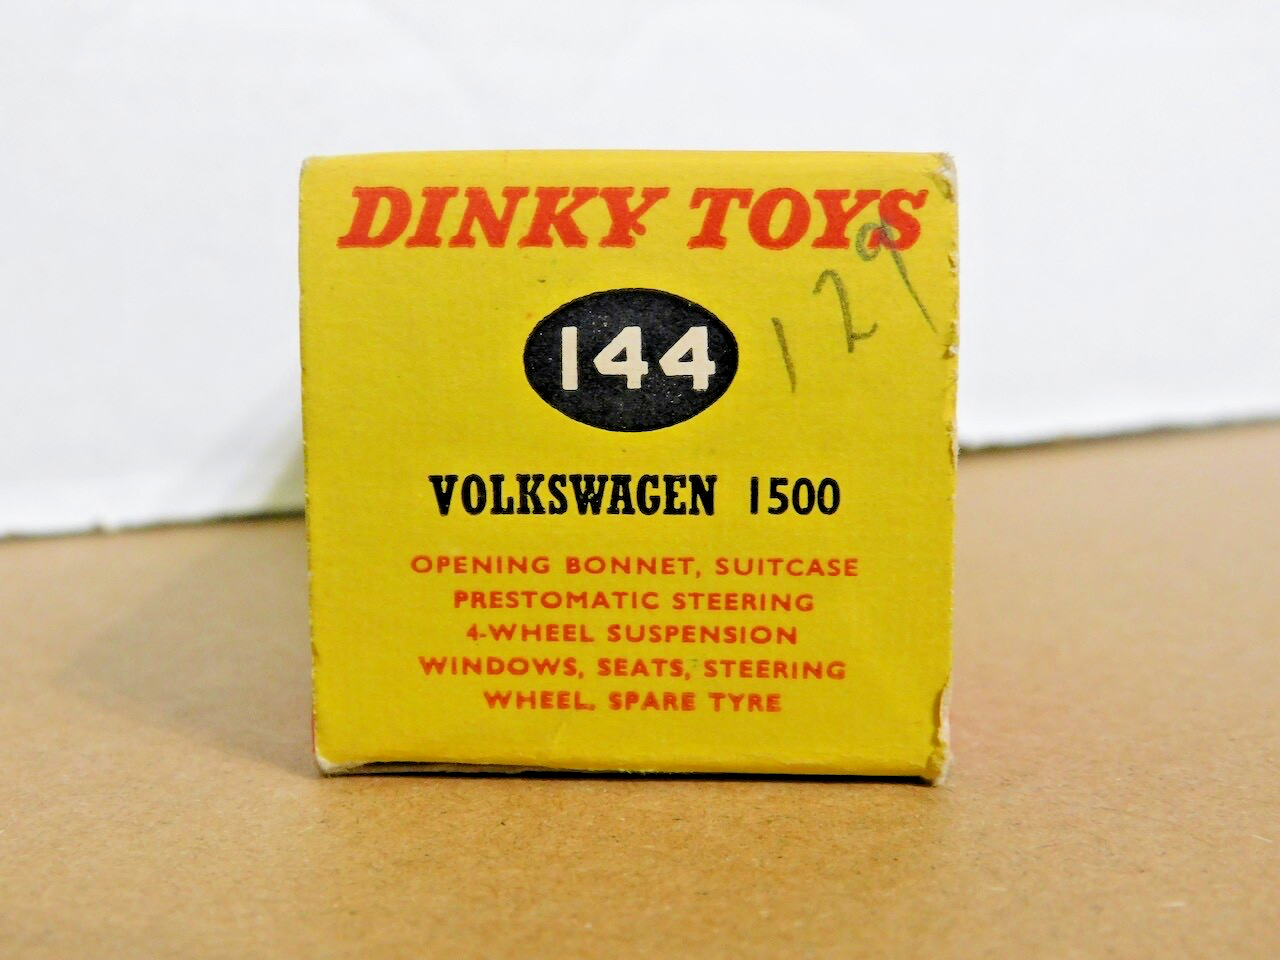 DINKY TOYS
129
144
VOLKSWAGEN 1500
OPENING BONNET, SUITCASE
PRESTOMATIC STEERING
4-WHEEL SUSPENSION
WINDOWS, SEATS, STEERING
WHEEL, SPARE TYRE